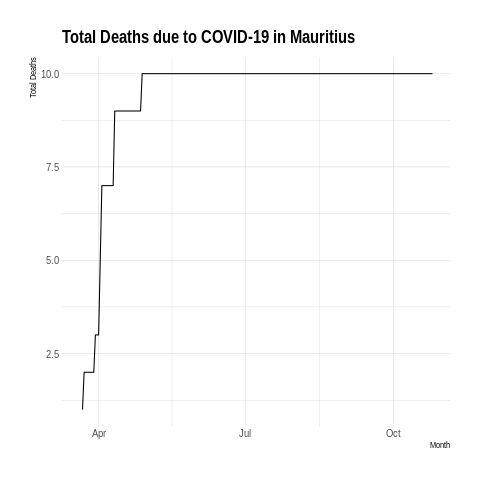 Total Deaths due to COVID-19 in Mauritius
Total Deaths
10.0
7.5
5.0
2.5
Apr Jul Oct
Month